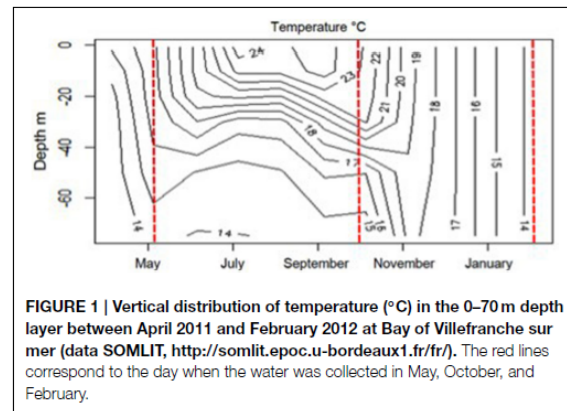 Temperature °C
24
23
22
21
20
19
18
18
17
17
16
16
15
15
14
14
14
0
-20
-40
-60
Depth m
May
July
September
November
January
FIGURE 1 | Vertical distribution of temperature (°C) in the 0–70 m depth
layer between April 2011 and February 2012 at Bay of Villefranche sur
mer (data SOMLIT, http://somlit.epoc.u-bordeaux1.fr/fr/). The red lines
correspond to the day when the water was collected in May, October, and
February.